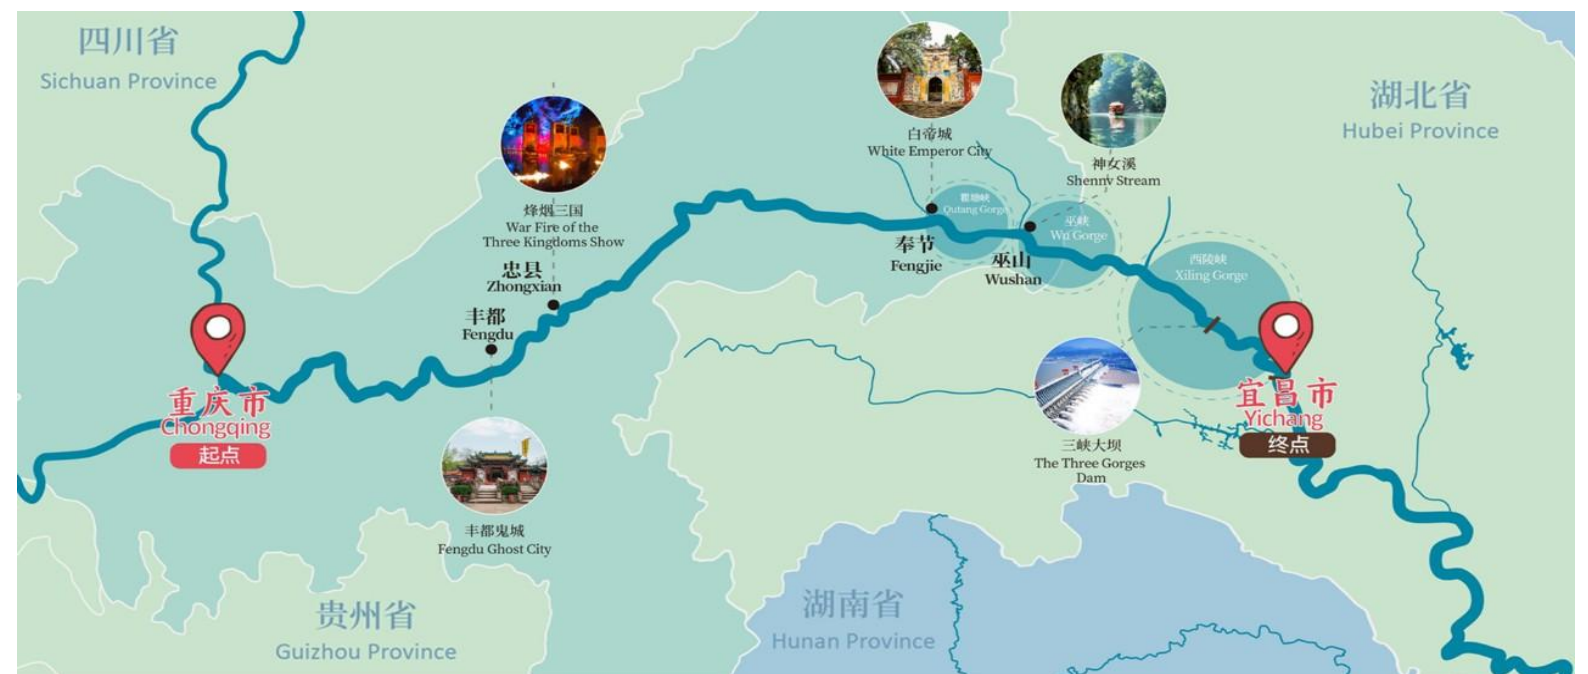 四川省
Sichuan Province
烽烟三国
War Fire of the
Three Kingdoms Show
忠县
Zhongxian
丰都
Fengdu
重庆市
Chongqing
起点
丰都鬼城
Fengdu Ghost City
贵州省
Guizhou Province
白帝城
White Emperor City
神女溪
Shennv Stream
湖北省
Hubei Province
Qutang Gorge
奉节
Fengjie
巫峡
Wu Gorge
巫山
Wushan
西陵峡
Xiling Gorge
三峡大坝
The Three Gorges
Dam
宜昌市
Yichang
终点
湖南省
Hunan Province